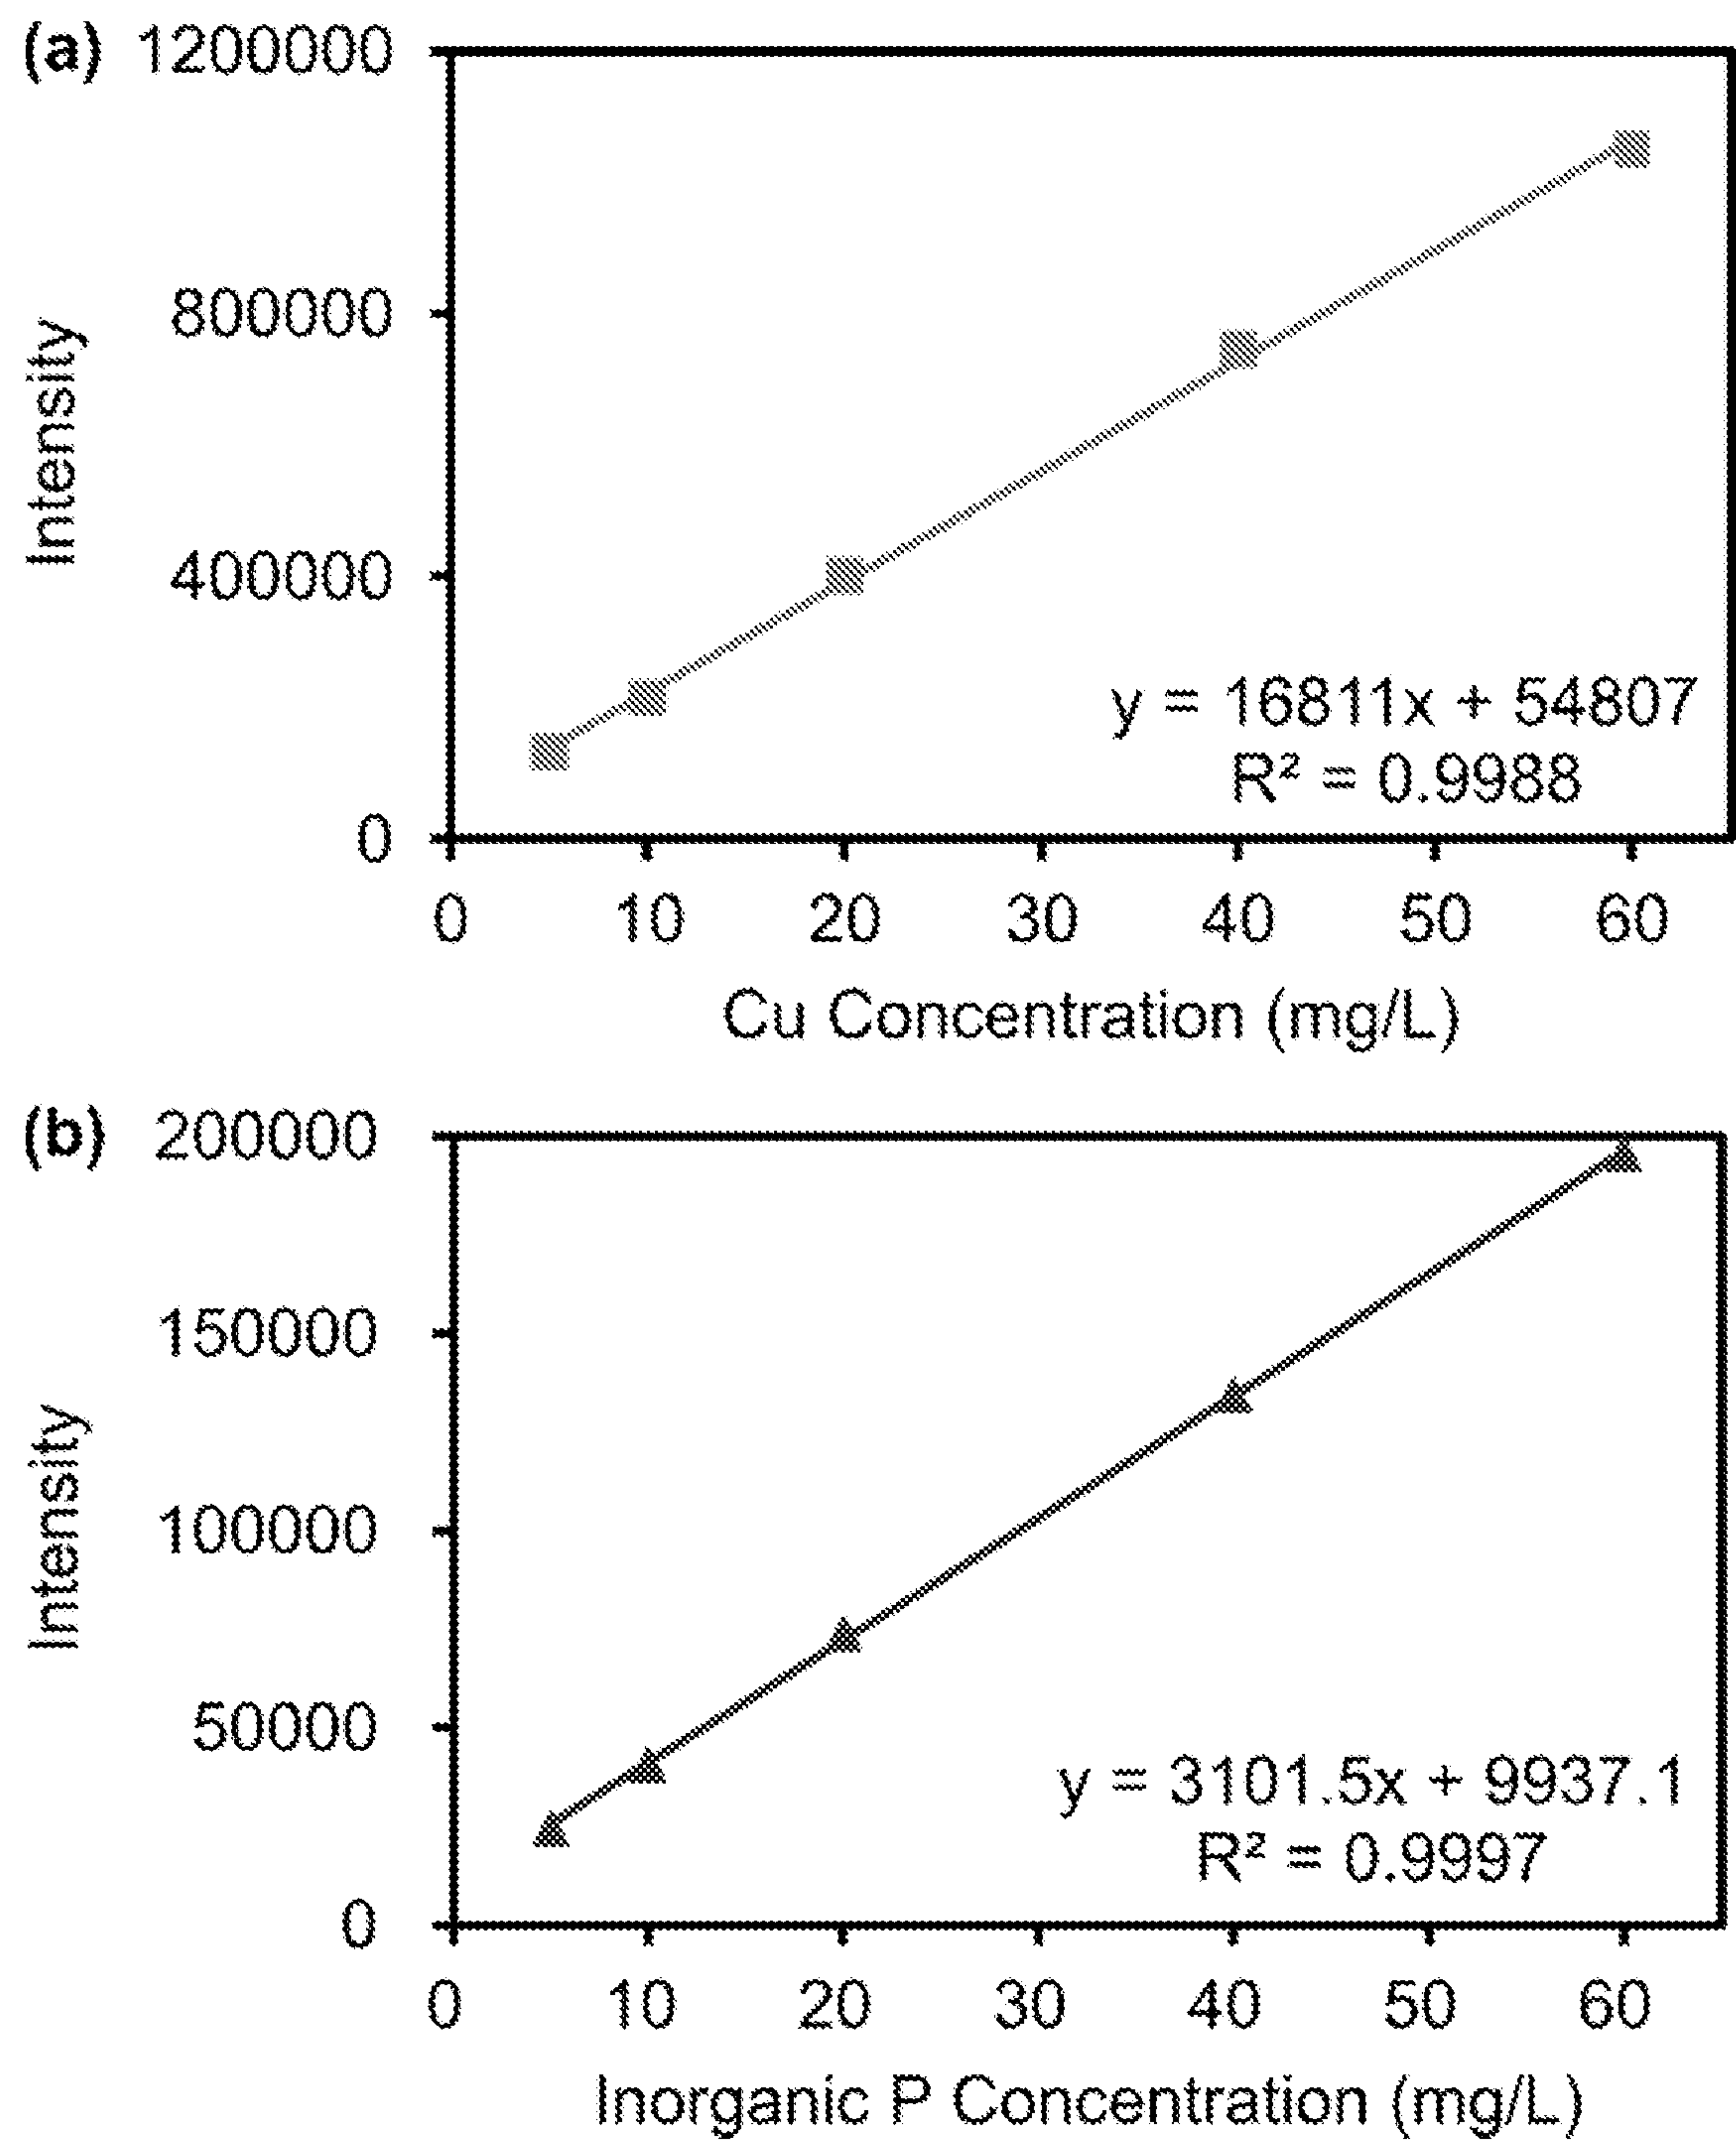 (a) 1200000
800000
400000
0
Intensity
y = 16811x + 54807
R² = 0.9988
0 10 20 30 40 50 60
Cu Concentration (mg/L)
(b) 200000
150000
100000
50000
0
Intensity
y = 3101.5x + 9937.1
R² = 0.9997
0 10 20 30 40 50 60
Inorganic P Concentration (mg/L)